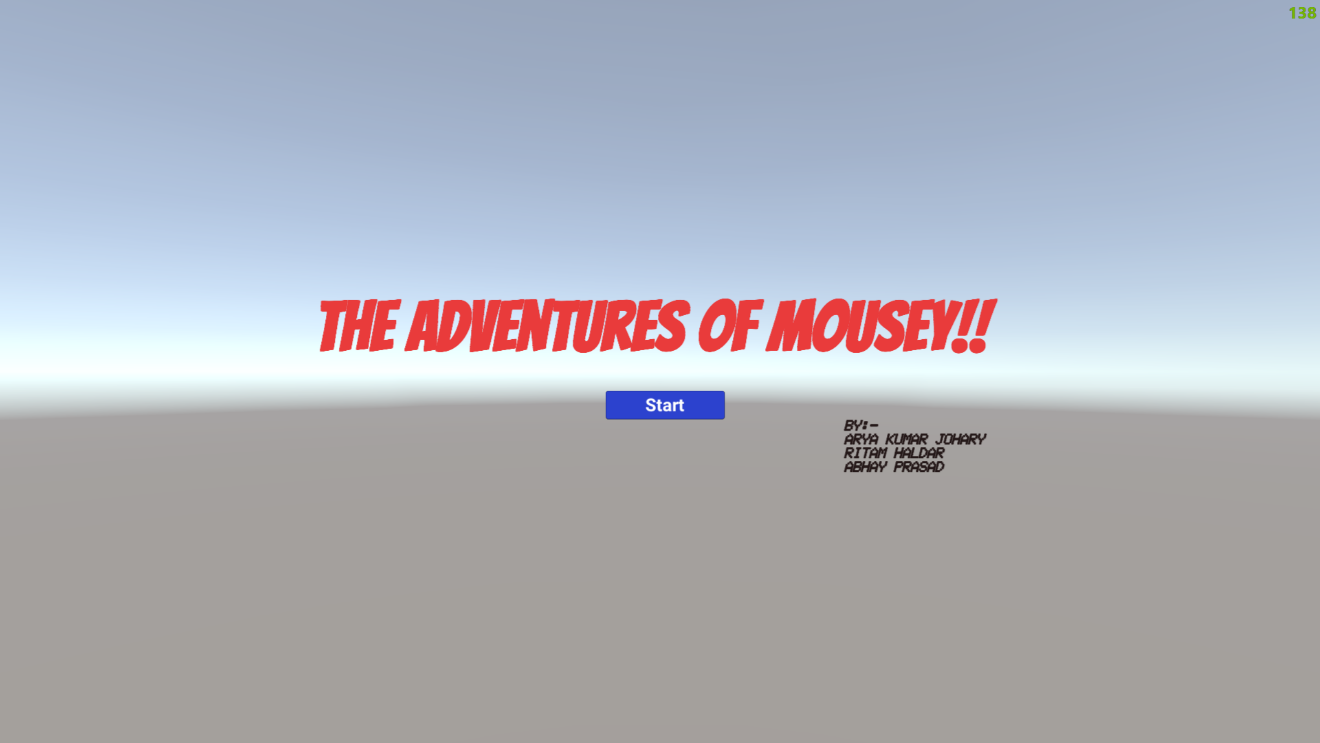 138
THE ADVENTURES OF MOUSEY!!
Start
BY:-
ARYA KUMAR JOHARY
RITAM HALDAR
ABHAY PRASAD